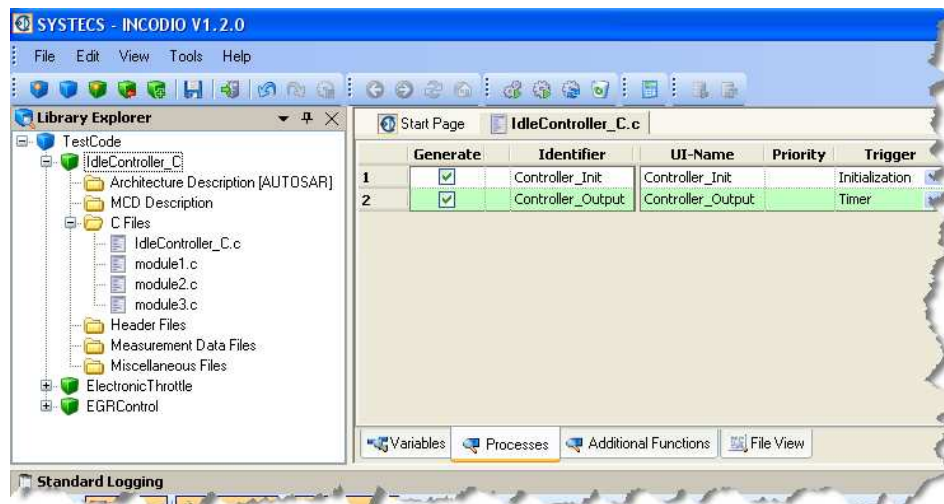 SYSTECS - INCODIO V1.2.0
File Edit View Tools Help
Library Explorer
TestCode
IdleController_C
Architecture Description [AUTOSAR]
MCD Description
C Files
IdleController_C.c
module1.c
module2.c
module3.c
Header Files
Measurement Data Files
Miscellaneous Files
ElectronicThrottle
EGRControl
Start Page IdleController_C.c
Generate Identifier UI-Name Priority Trigger
1 Controller_Init Controller_Init Initialization
2 Controller_Output Controller_Output Timer
Variables Processes Additional Functions File View
Standard Logging